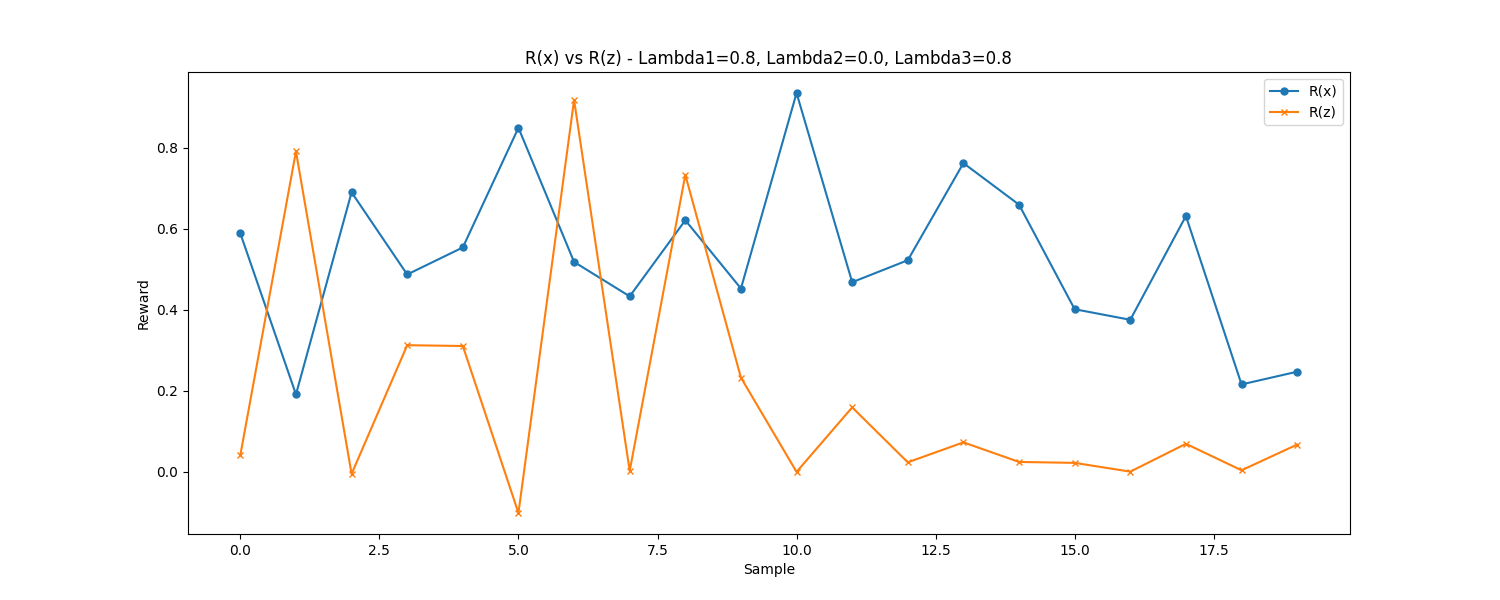 R(x) vs R(z) - Lambda1=0.8, Lambda2=0.0, Lambda3=0.8
R(x)
R(z)
Reward
0.8
0.6
0.4
0.2
0.0
0.0 2.5 5.0 7.5 10.0 12.5 15.0 17.5
Sample